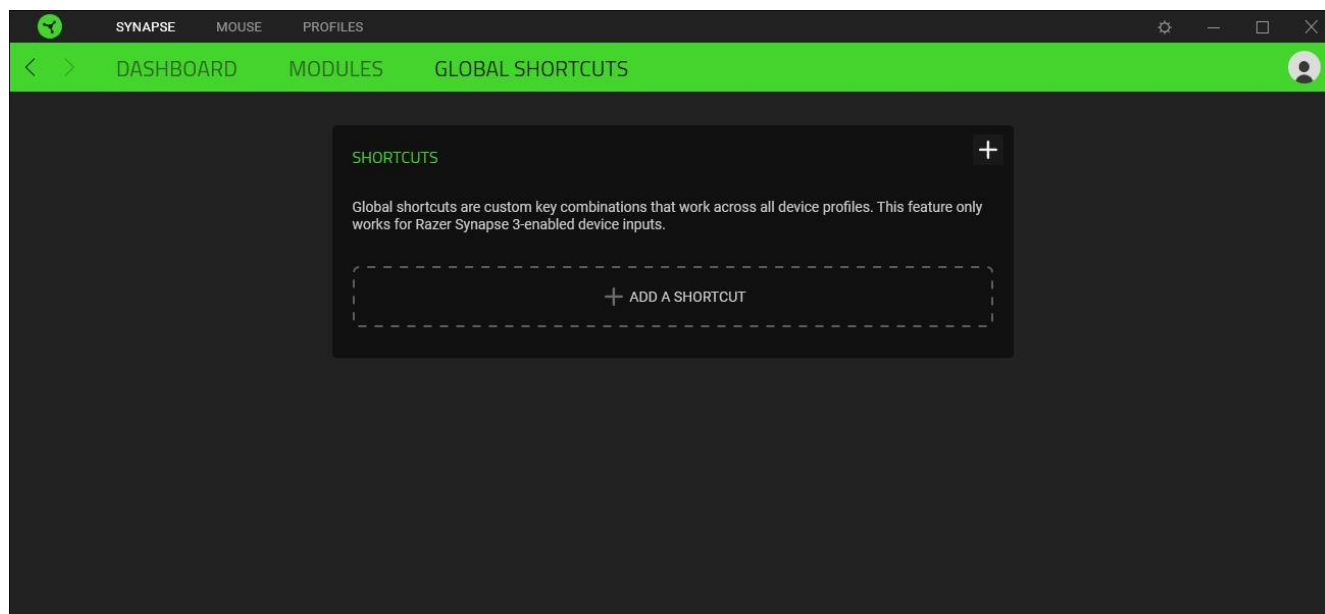 SYNAPSE MOUSE PROFILES
DASHBOARD MODULES GLOBAL SHORTCUTS
SHORTCUTS
Global shortcuts are custom key combinations that work across all device profiles. This feature only
works for Razer Synapse 3-enabled device inputs.
ADD A SHORTCUT